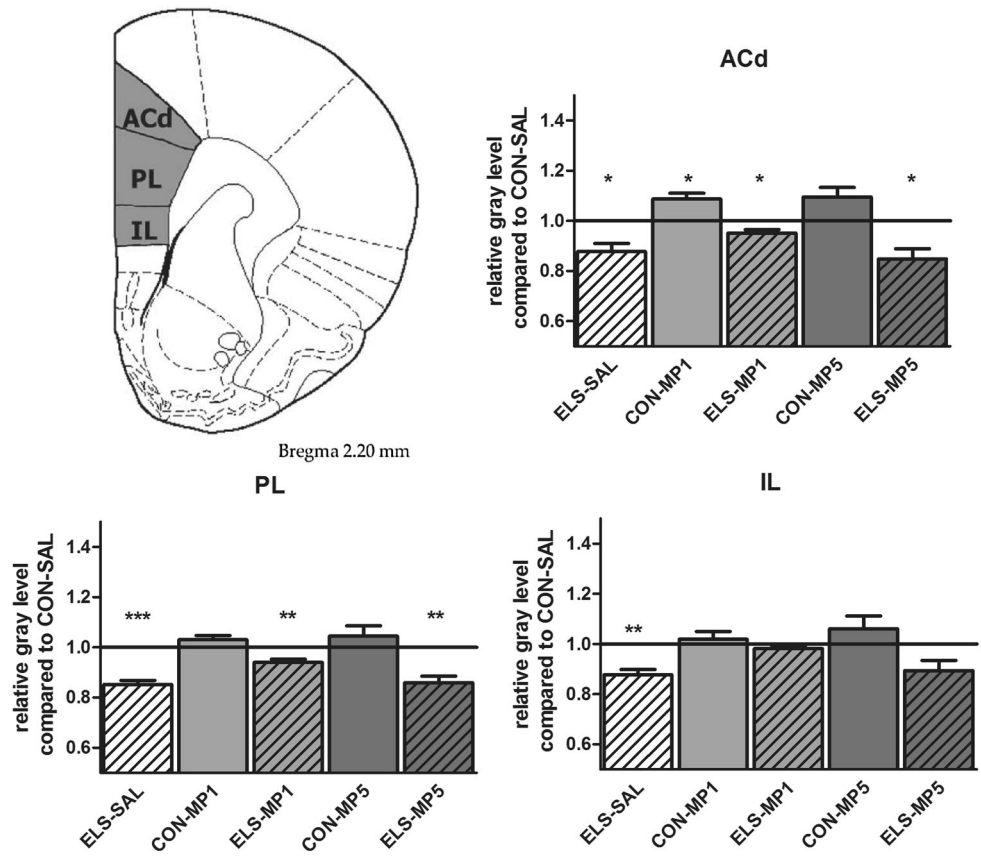 ACd
PL
IL
Bregma 2.20 mm
ACd
relative gray level
compared to CON-SAL
1.4
1.2
1.0
0.8
0.6
* * * *
ELS-SAL
CON-MP1
ELS-MP1
CON-MP5
ELS-MP5
PL
relative gray level
compared to CON-SAL
1.4
1.2
1.0
0.8
0.6
*** ** **
ELS-SAL
CON-MP1
ELS-MP1
CON-MP5
ELS-MP5
IL
relative gray level
compared to CON-SAL
1.4
1.2
1.0
0.8
0.6
**
ELS-SAL
CON-MP1
ELS-MP1
CON-MP5
ELS-MP5